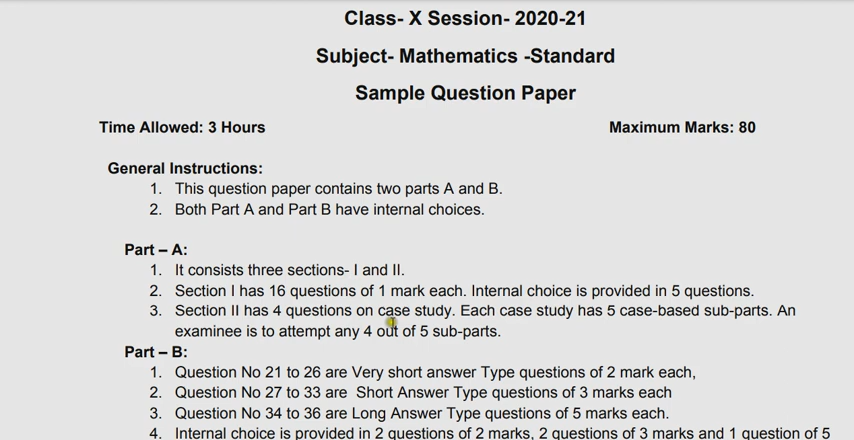 Class- X Session- 2020-21
Subject- Mathematics -Standard
Sample Question Paper
Time Allowed: 3 Hours Maximum Marks: 80
General Instructions:
1. This question paper contains two parts A and B.
2. Both Part A and Part B have internal choices.
Part – A:
1. It consists three sections- I and II.
2. Section I has 16 questions of 1 mark each. Internal choice is provided in 5 questions.
3. Section II has 4 questions on case study. Each case study has 5 case-based sub-parts. An
examinee is to attempt any 4 out of 5 sub-parts.
Part – B:
1. Question No 21 to 26 are Very short answer Type questions of 2 mark each,
2. Question No 27 to 33 are Short Answer Type questions of 3 marks each
3. Question No 34 to 36 are Long Answer Type questions of 5 marks each.
4. Internal choice is provided in 2 questions of 2 marks, 2 questions of 3 marks and 1 question of 5